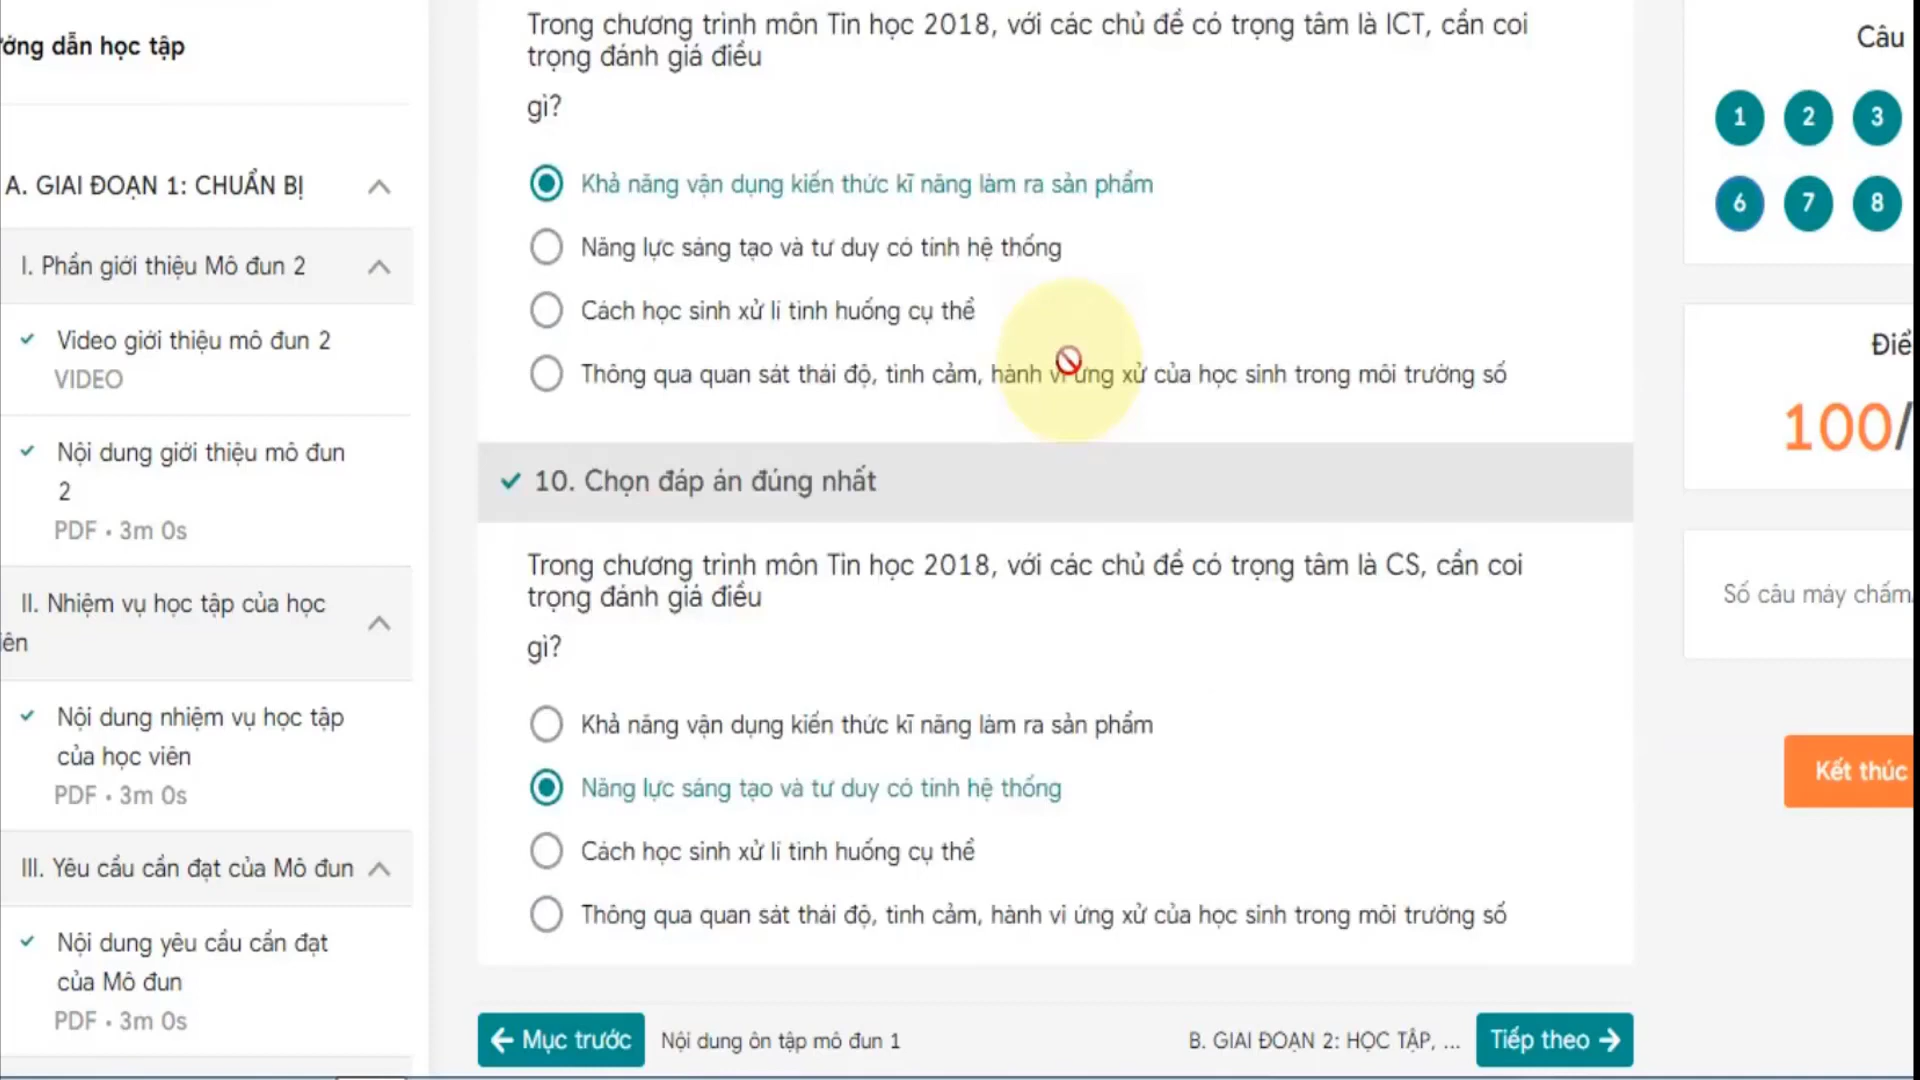 ướng dẫn học tập
A. GIAI ĐOẠN 1: CHUẨN BỊ
I. Phần giới thiệu Mô đun 2
Video giới thiệu mô đun 2
VIDEO
Nội dung giới thiệu mô đun
2
PDF • 3m 0s
II. Nhiệm vụ học tập của học
iên
Nội dung nhiệm vụ học tập
của học viên
PDF • 3m 0s
III. Yêu cầu cần đạt của Mô đun
Nội dung yêu cầu cần đạt
của Mô đun
PDF • 3m 0s
Trong chương trình môn Tin học 2018, với các chủ đề có trọng tâm là ICT, cần coi
trọng đánh giá điều
gì?
Khả năng vận dụng kiến thức kĩ năng làm ra sản phẩm
Năng lực sáng tạo và tư duy có tính hệ thống
Cách học sinh xử lí tình huống cụ thể
Thông qua quan sát thái độ, tình cảm, hành vi ứng xử của học sinh trong môi trường số
10. Chọn đáp án đúng nhất
Trong chương trình môn Tin học 2018, với các chủ đề có trọng tâm là CS, cần coi
trọng đánh giá điều
gì?
Khả năng vận dụng kiến thức kĩ năng làm ra sản phẩm
Năng lực sáng tạo và tư duy có tính hệ thống
Cách học sinh xử lí tình huống cụ thể
Thông qua quan sát thái độ, tình cảm, hành vi ứng xử của học sinh trong môi trường số
← Mục trước
Nội dung ôn tập mô đun 1
B. GIAI ĐOẠN 2: HỌC TẬP, ...
Tiếp theo →
Câu
1 2 3
6 7 8
Điể
100/
Số câu máy chấm
Kết thúc